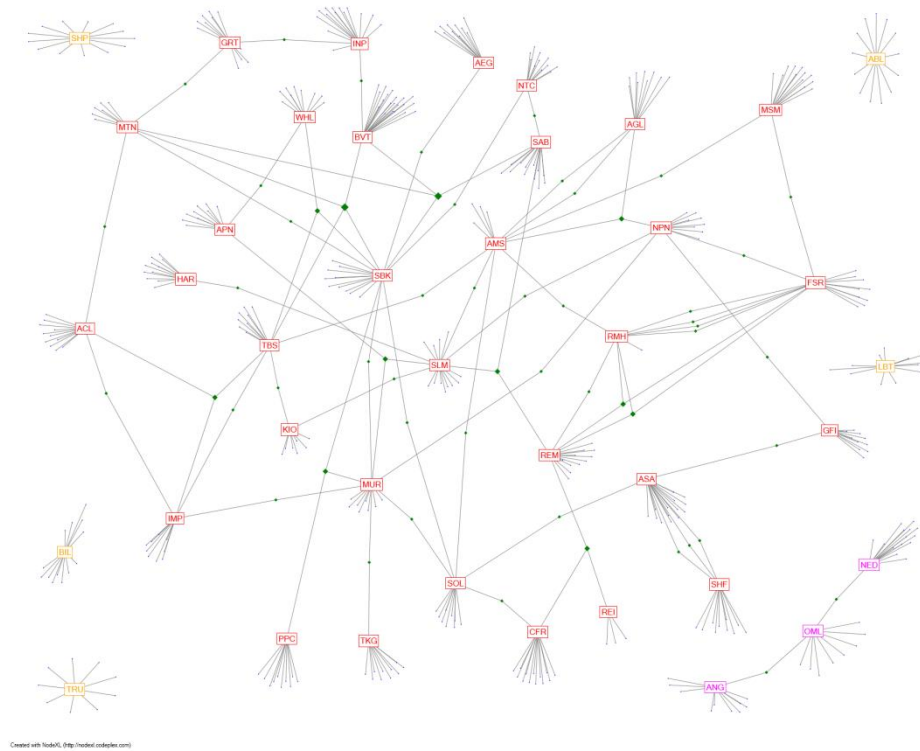 SHP
GRT
INP
AEG
ABL
NTC
MSM
WHL
MTN
BVT
AGL
SAB
APN
NPN
AMS
HAR
SBK
FSR
ACL
RMH
TBS
SLM
LBT
KIO
GFI
REM
ASA
MUR
IMP
BIL
NED
SOL
SHF
REI
OML
CFR
PPC
TKG
TRU
ANG
Created with NodeXL (http://nodexl.codeplex.com)